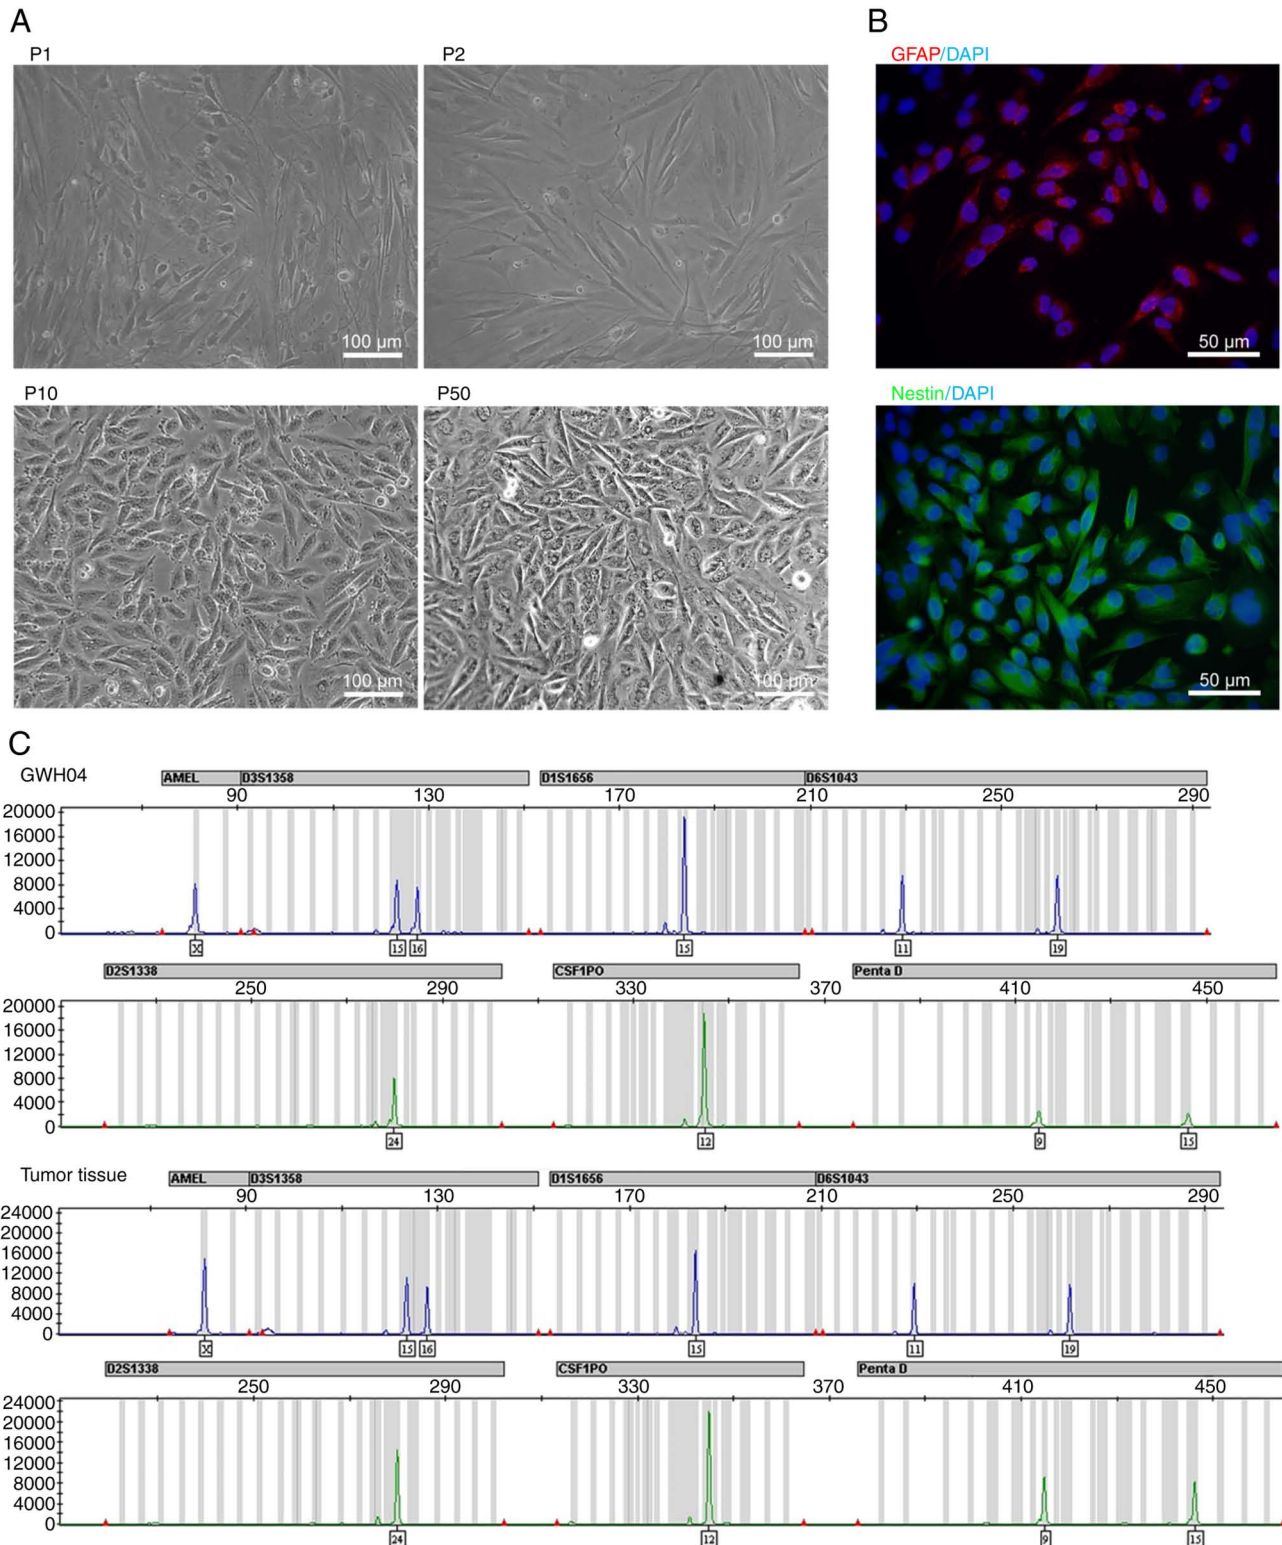 A
B
P1
P2
GFAP/DAPI
100 µm
100 µm
50 µm
P10
P50
Nestin/DAPI
100 µm
100 µm
50 µm
C
GWH04
AMEL D3S1358 D1S1656 D6S1043
90 130 170 210 250 290
20000
16000
12000
8000
4000
0
X 15 16 15 11 19
D2S1338 CSF1PO Penta D
250 290 330 370 410 450
20000
16000
12000
8000
4000
0
24 12 9 15
Tumor tissue
AMEL D3S1358 D1S1656 D6S1043
90 130 170 210 250 290
24000
20000
16000
12000
8000
4000
0
X 15 16 15 11 19
D2S1338 CSF1PO Penta D
250 290 330 370 410 450
24000
20000
16000
12000
8000
4000
0
24 12 9 15